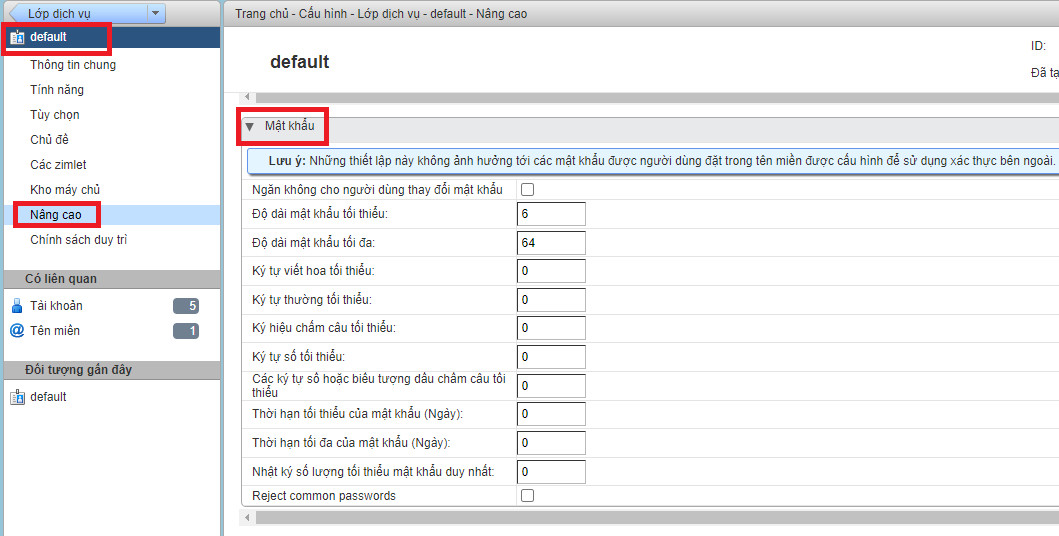 Lớp dịch vụ
default
Thông tin chung
Tính năng
Tùy chọn
Chủ đề
Các zimlet
Kho máy chủ
Nâng cao
Chính sách duy trì
Có liên quan
Tài khoản 5
Tên miền 1
Đối tượng gần đây
default
Trang chủ - Cấu hình - Lớp dịch vụ - default - Nâng cao
default
ID:
Đã tạ
Mật khẩu
Lưu ý: Những thiết lập này không ảnh hưởng tới các mật khẩu được người dùng đặt trong tên miền được cấu hình để sử dụng xác thực bên ngoài.
Ngăn không cho người dùng thay đổi mật khẩu
Độ dài mật khẩu tối thiểu: 6
Độ dài mật khẩu tối đa: 64
Ký tự viết hoa tối thiểu: 0
Ký tự thường tối thiểu: 0
Ký hiệu chấm câu tối thiểu: 0
Ký tự số tối thiểu: 0
Các ký tự số hoặc biểu tượng dấu chấm câu tối
thiểu 0
Thời hạn tối thiểu của mật khẩu (Ngày): 0
Thời hạn tối đa của mật khẩu (Ngày): 0
Nhật ký số lượng tối thiểu mật khẩu duy nhất: 0
Reject common passwords